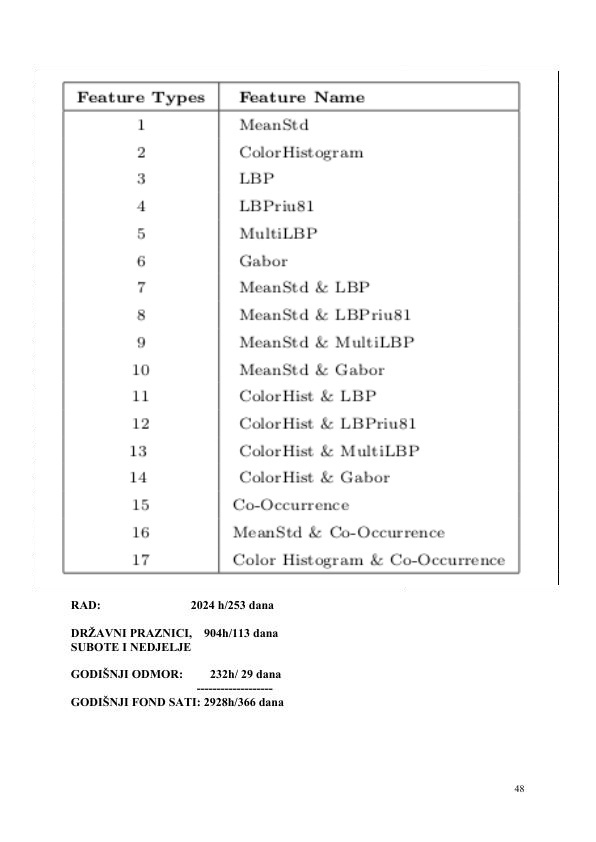 Feature Types Feature Name
1 MeanStd
2 ColorHistogram
3 LBP
4 LBPriu81
5 MultiLBP
6 Gabor
7 MeanStd & LBP
8 MeanStd & LBPriu81
9 MeanStd & MultiLBP
10 MeanStd & Gabor
11 ColorHist & LBP
12 ColorHist & LBPriu81
13 ColorHist & MultiLBP
14 ColorHist & Gabor
15 Co-Occurrence
16 MeanStd & Co-Occurrence
17 Color Histogram & Co-Occurrence
RAD: 2024 h/253 dana
DRŽAVNI PRAZNICI, 904h/113 dana
SUBOTE I NEDJELJE
GODIŠNJI ODMOR: 232h/ 29 dana
-------------------
GODIŠNJI FOND SATI: 2928h/366 dana
48